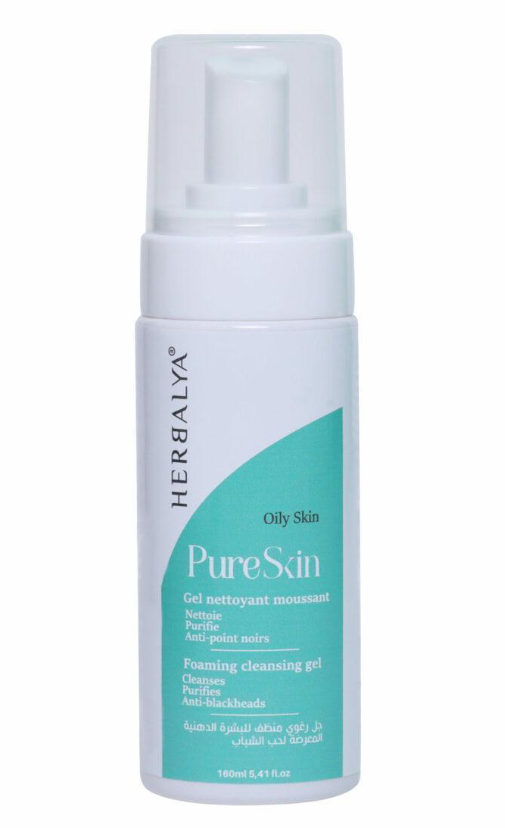 HERBALYA®
Oily Skin
PureSkin
Gel nettoyant moussant
Nettoie
Purifie
Anti-point noirs
Foaming cleansing gel
Cleanses
Purifies
Anti-blackheads
جل رغوي منظف للبشرة الدهنية
المعرضة لحب الشباب
160ml 5,41 fl.oz